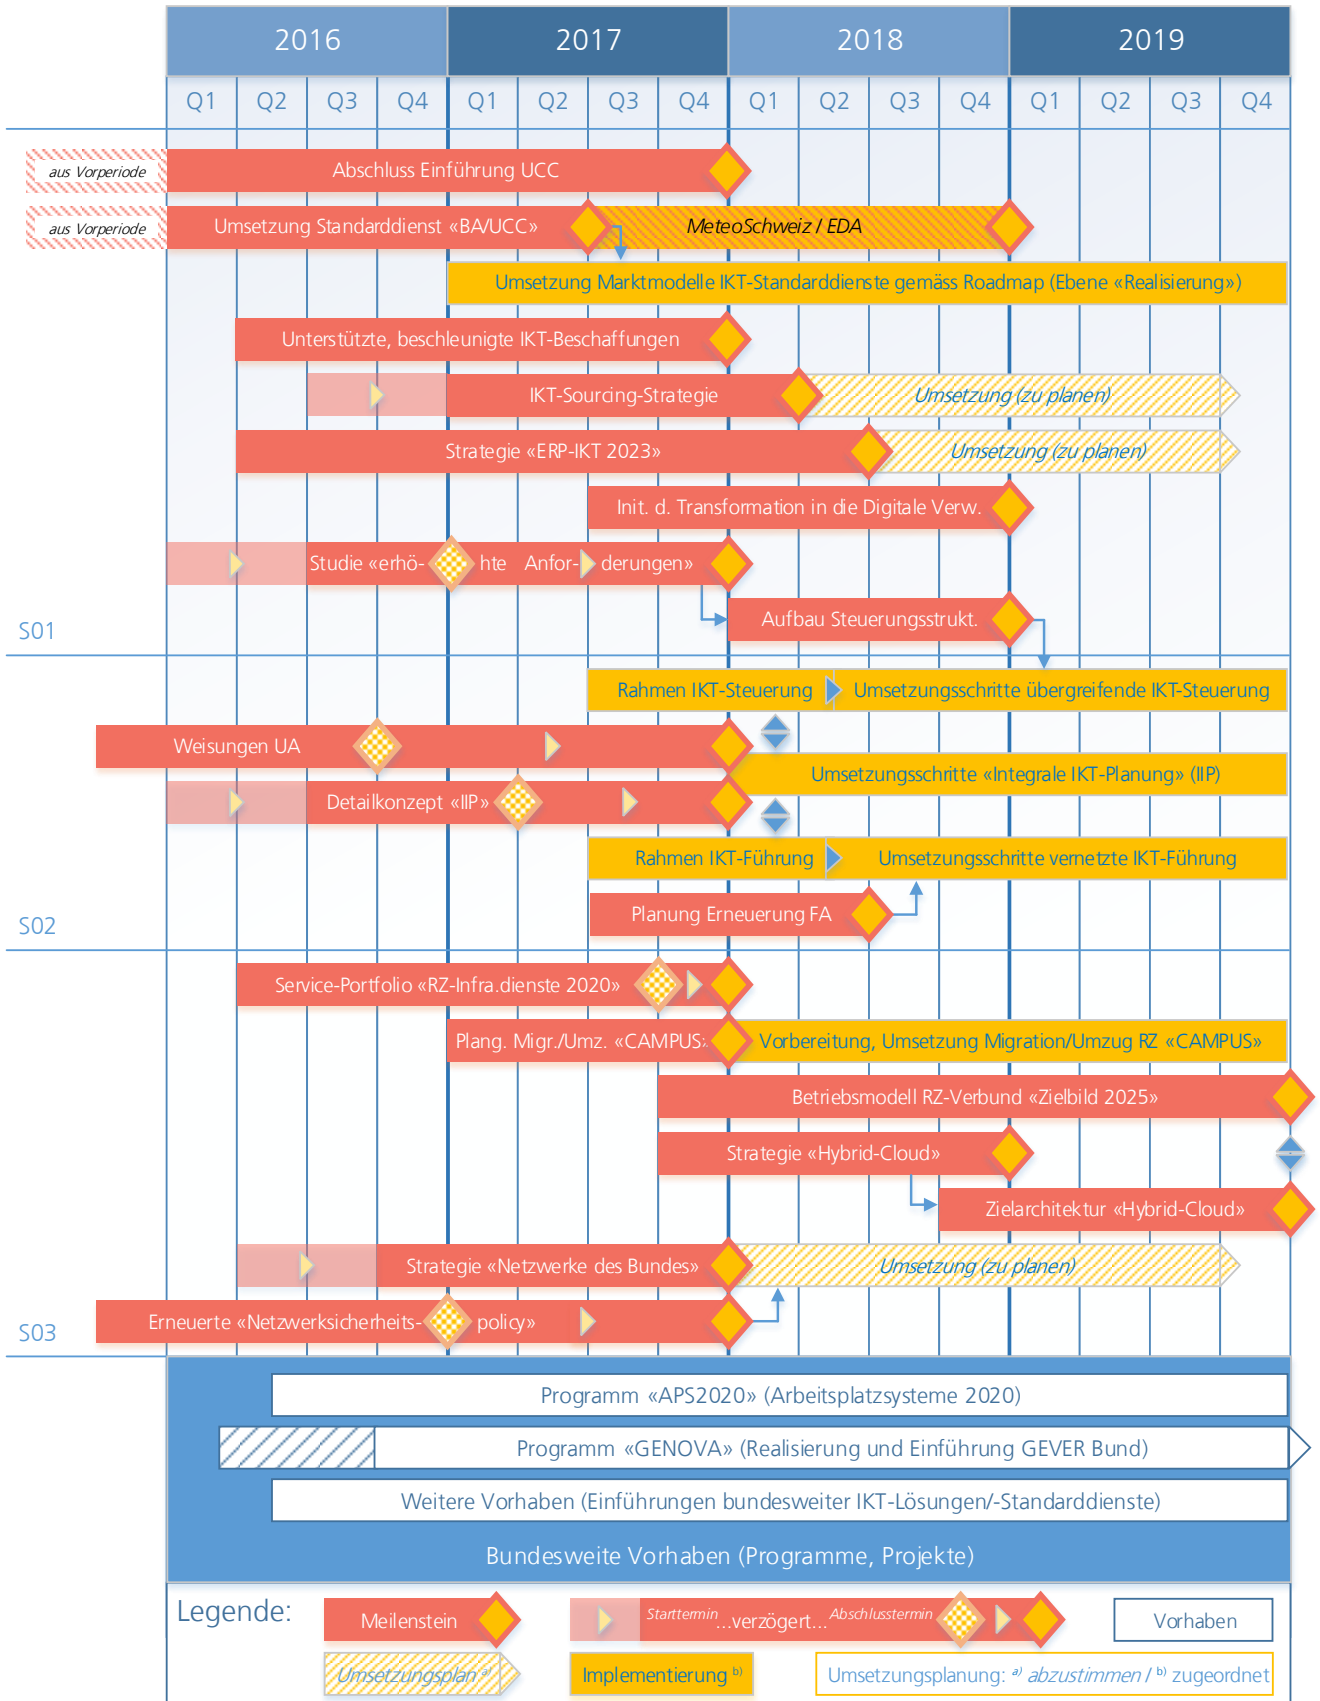 2016 2017 2018 2019
Q1 Q2 Q3 Q4 Q1 Q2 Q3 Q4 Q1 Q2 Q3 Q4 Q1 Q2 Q3 Q4
aus Vorperiode Abschluss Einführung UCC
aus Vorperiode Umsetzung Standarddienst «BA/UCC» MeteoSchweiz / EDA
Umsetzung Marktmodelle IKT-Standarddienste gemäss Roadmap (Ebene «Realisierung»)
Unterstützte, beschleunigte IKT-Beschaffungen
IKT-Sourcing-Strategie Umsetzung (zu planen)
Strategie «ERP-IKT 2023» Umsetzung (zu planen)
Init. d. Transformation in die Digitale Verw.
Studie «erhö- hte Anfor- derungen»
Aufbau Steuerungsstrukt.
S01
Rahmen IKT-Steuerung Umsetzungsschritte übergreifende IKT-Steuerung
Weisungen UA
Umsetzungsschritte «Integrale IKT-Planung» (IIP)
Detailkonzept «IIP»
Rahmen IKT-Führung Umsetzungsschritte vernetzte IKT-Führung
Planung Erneuerung FA
S02
Service-Portfolio «RZ-Infra.dienste 2020»
Plang. Migr./Umz. «CAMPUS» Vorbereitung, Umsetzung Migration/Umzug RZ «CAMPUS»
Betriebsmodell RZ-Verbund «Zielbild 2025»
Strategie «Hybrid-Cloud»
Zielarchitektur «Hybrid-Cloud»
Strategie «Netzwerke des Bundes» Umsetzung (zu planen)
Erneuerte «Netzwerksicherheits- policy»
S03
Programm «APS2020» (Arbeitsplatzsysteme 2020)
Programm «GENOVA» (Realisierung und Einführung GEVER Bund)
Weitere Vorhaben (Einführungen bundesweiter IKT-Lösungen/-Standarddienste)
Bundesweite Vorhaben (Programme, Projekte)
Legende: Meilenstein Starttermin ...verzögert... Abschlusstermin Vorhaben
Umsetzungsplan a) Implementierung b) Umsetzungsplanung: a) abzustimmen / b) zugeordnet